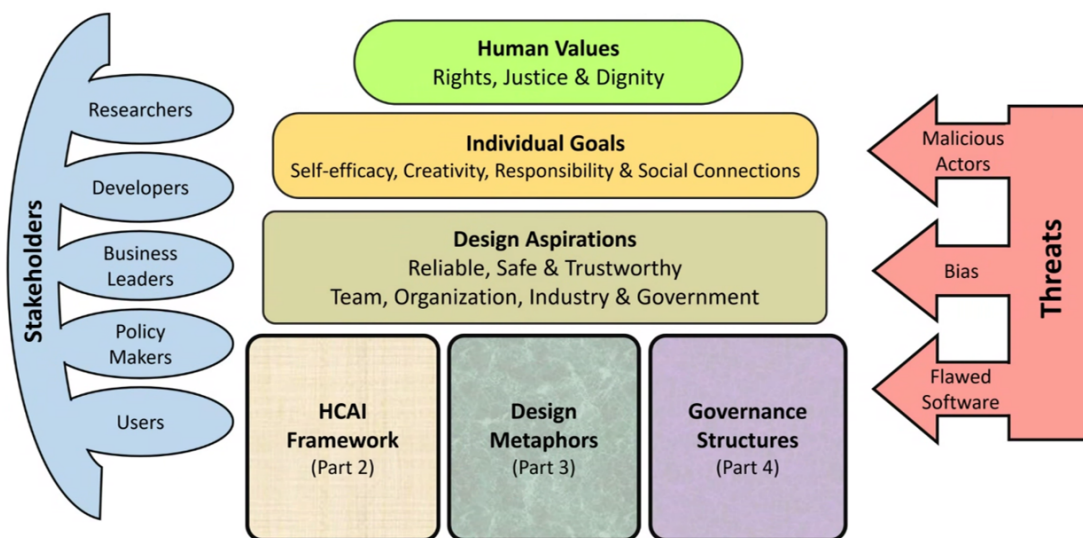 Stakeholders
Researchers
Developers
Business
Leaders
Policy
Makers
Users
Human Values
Rights, Justice & Dignity
Individual Goals
Self-efficacy, Creativity, Responsibility & Social Connections
Design Aspirations
Reliable, Safe & Trustworthy
Team, Organization, Industry & Government
HCAI
Framework
(Part 2)
Design
Metaphors
(Part 3)
Governance
Structures
(Part 4)
Malicious
Actors
Bias
Flawed
Software
Threats